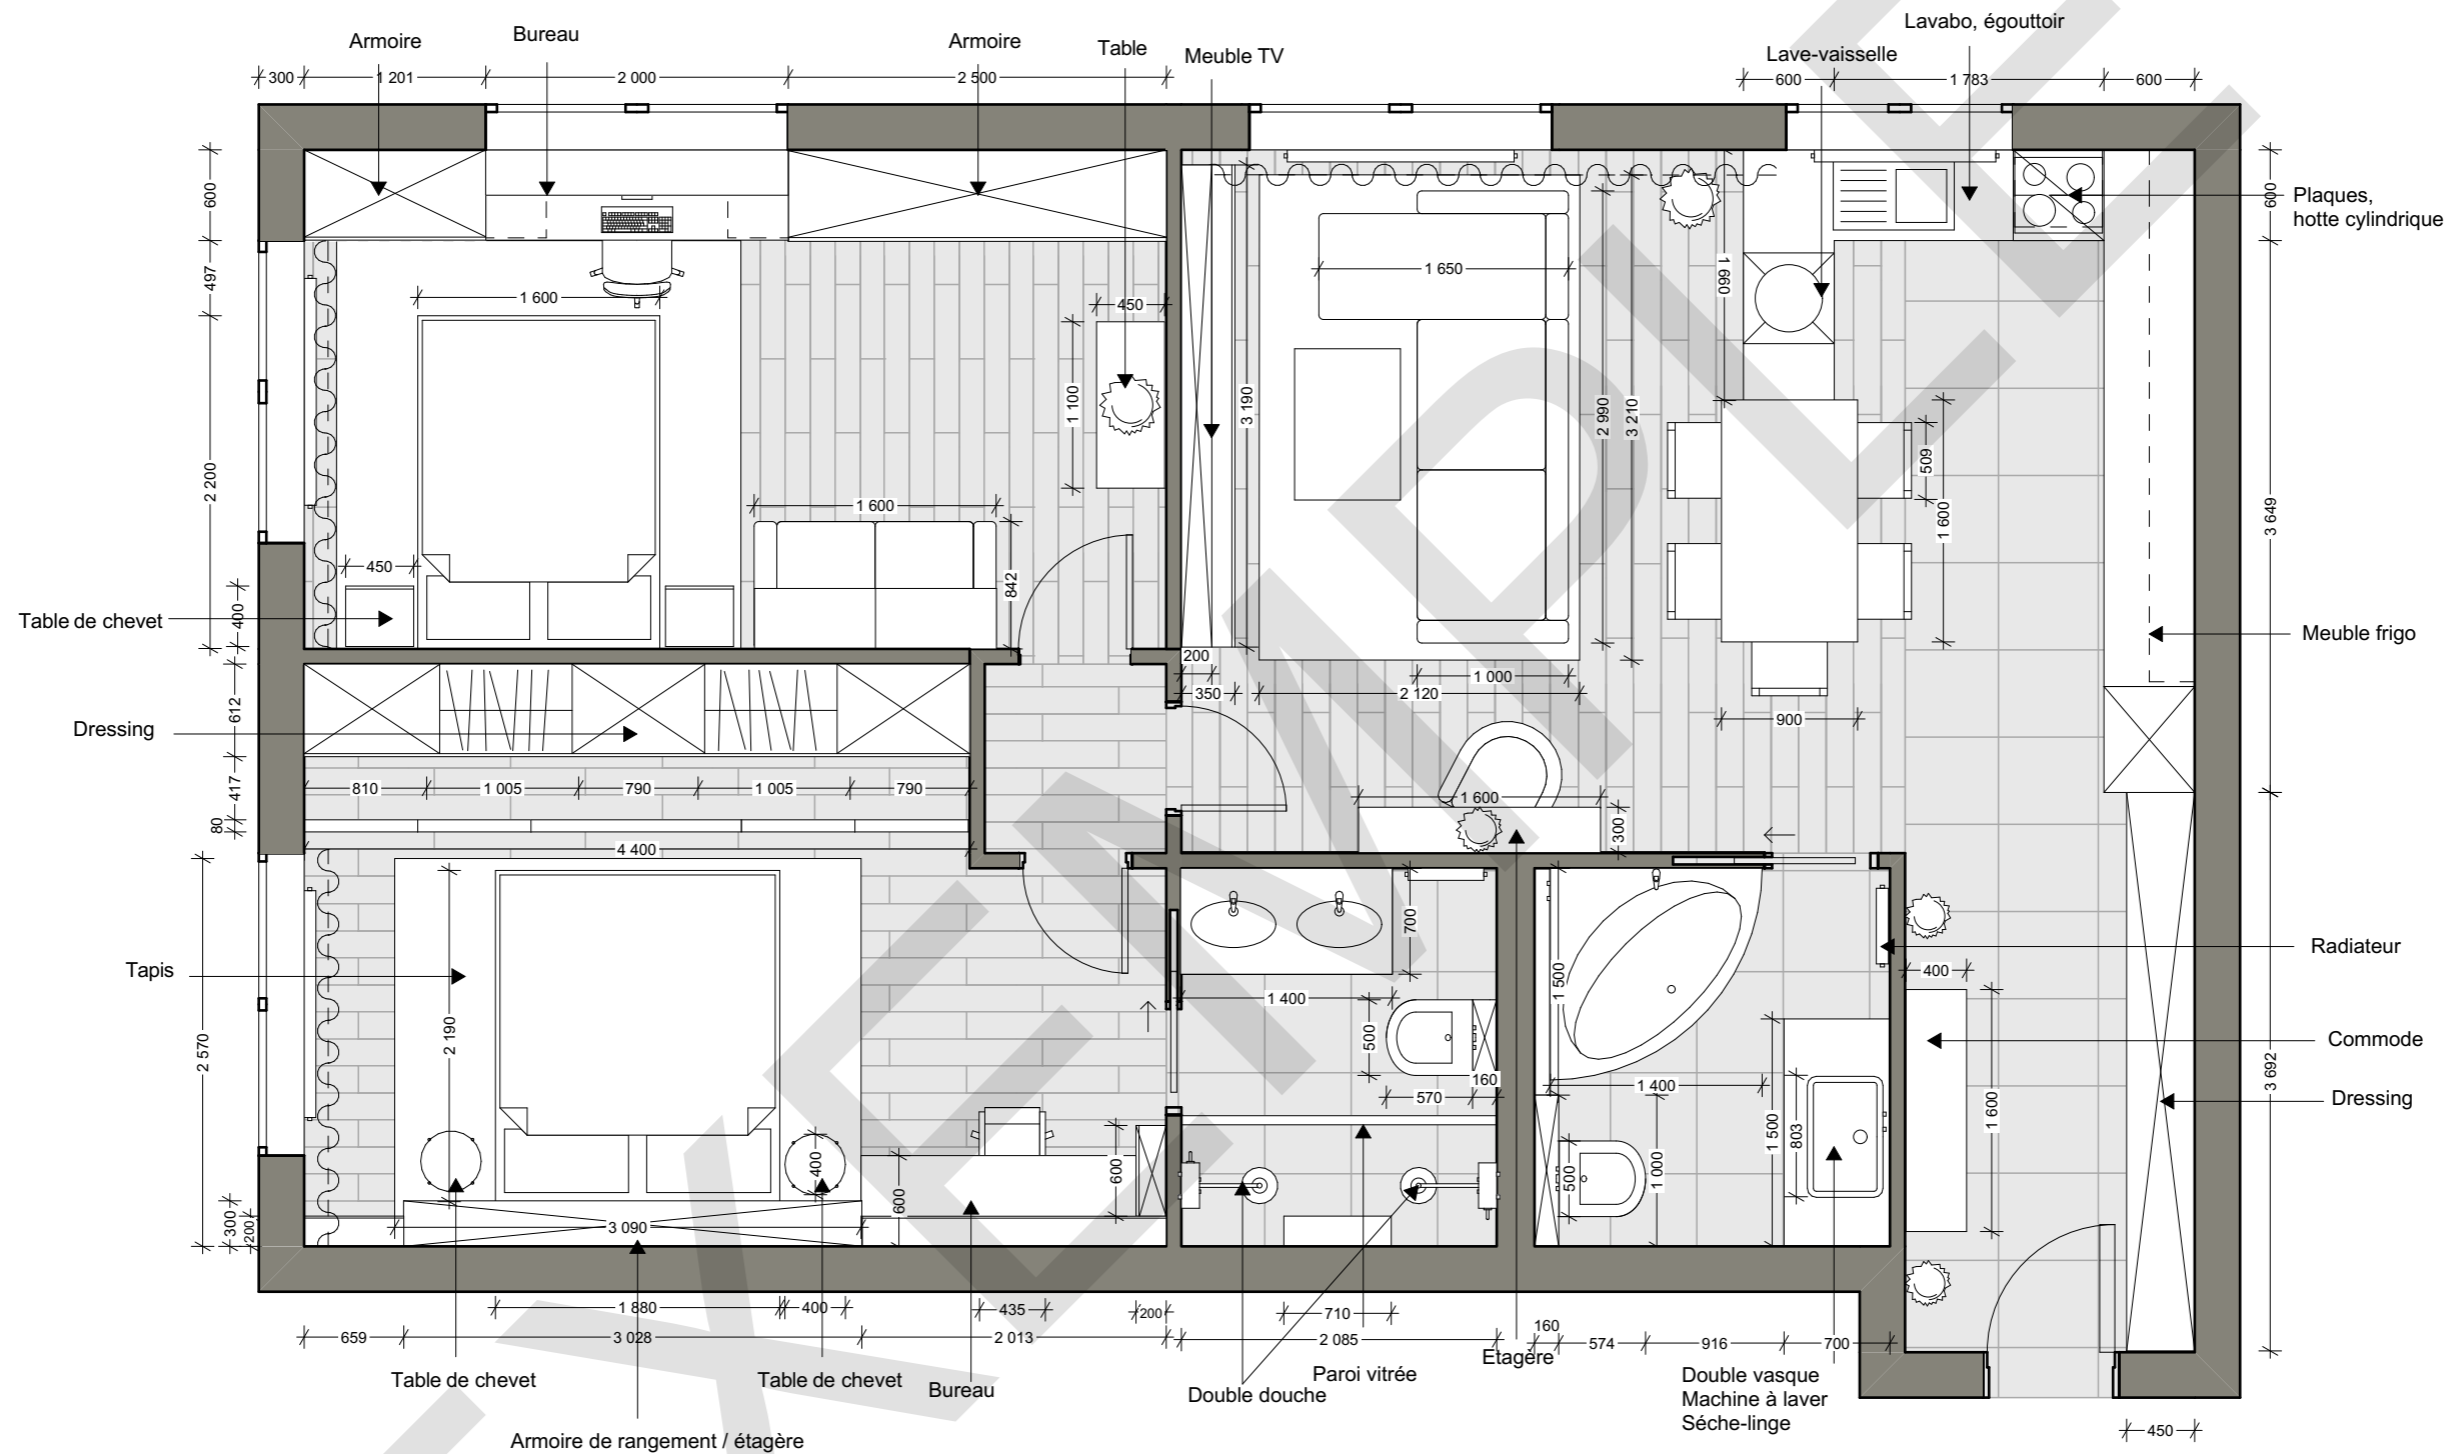 Lavabo, égouttoir
Armoire
Bureau
Armoire
Table
Meuble TV
Lave-vaisselle
300
1 201
2 000
2 500
600
1 783
600
600
497
2 200
400
612
417
80
2 570
300
200
Plaques,
hotte cylindrique
600
3 649
3 692
1 600
450
1 100
1 650
1 660
3 190
2 990
3 210
509
1 600
1 600
450
842
Table de chevet
Meuble frigo
200
350
1 000
2 120
900
Dressing
810
1 005
790
1 005
790
1 600
300
4 400
700
1 500
400
Radiateur
Tapis
2 190
1 400
500
160
570
1 400
1 000
500
1 500
803
1 600
Commode
Dressing
400
600
600
3 090
1 880
400
435
200
710
160
659
3 028
2 013
2 085
574
916
700
Table de chevet
Table de chevet
Bureau
Double douche
Paroi vitrée
Etagère
Double vasque
Machine à laver
Séche-linge
Armoire de rangement / étagère
450
EXEMPLE